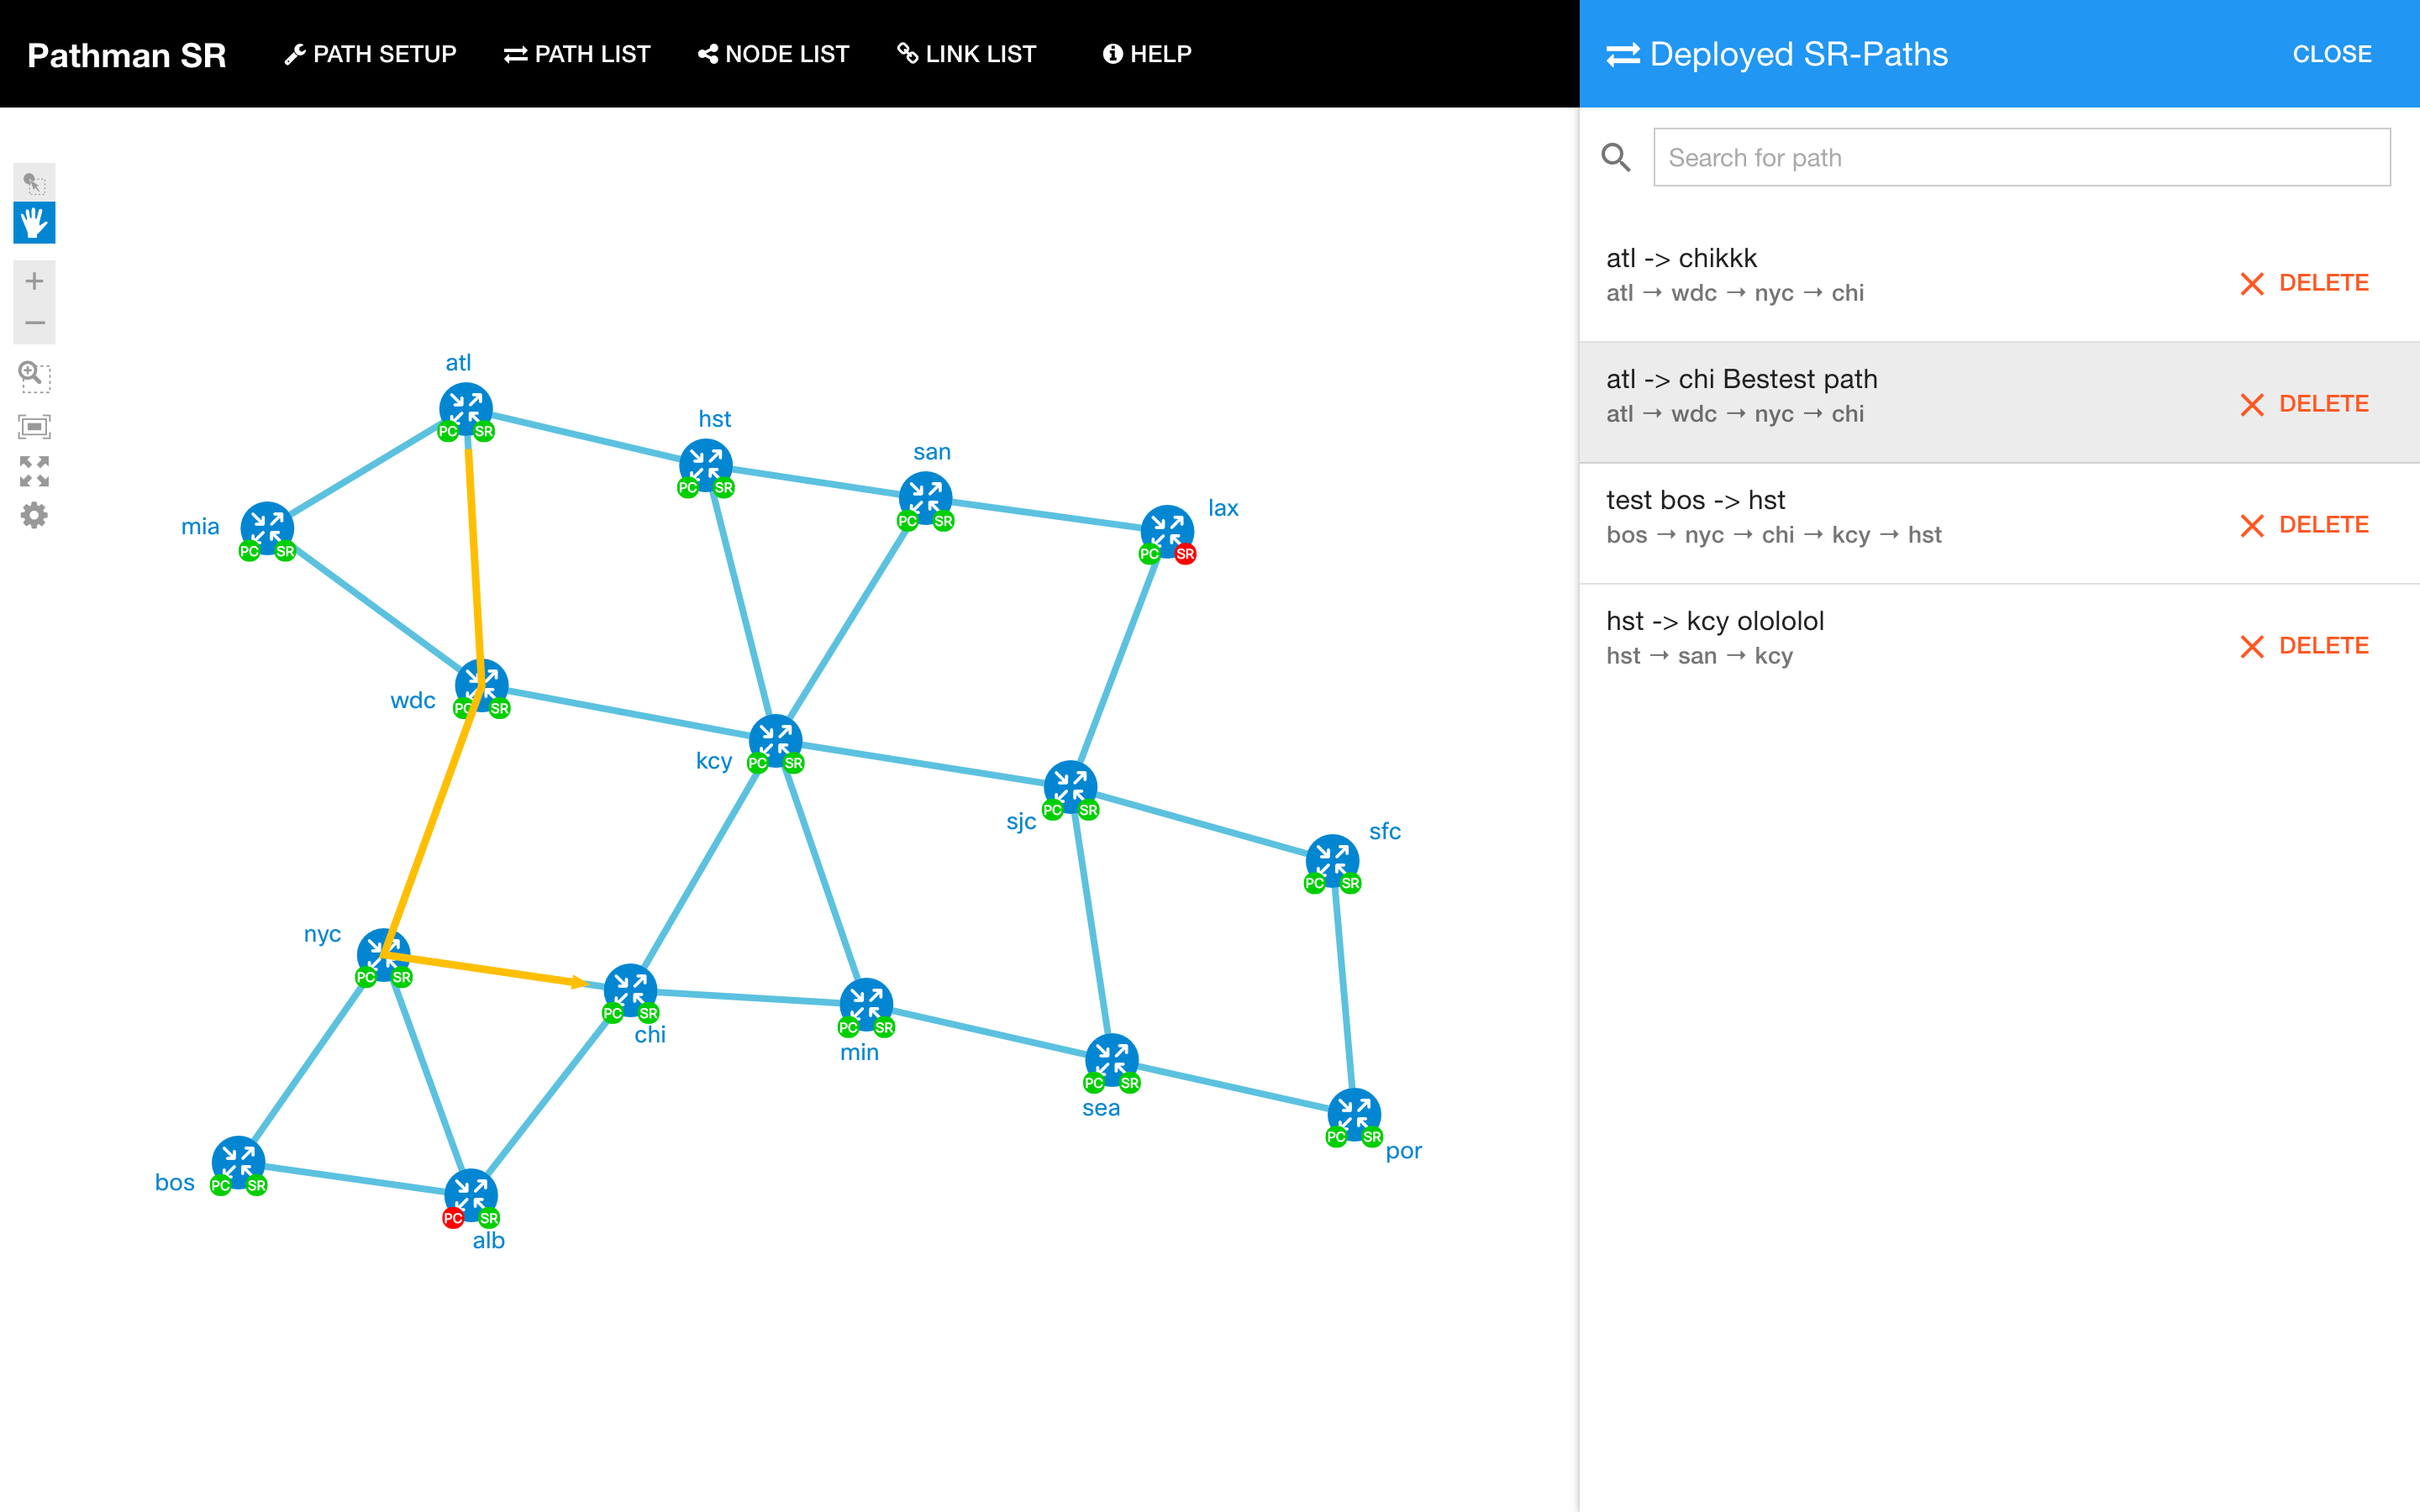 Pathman SR
PATH SETUP
PATH LIST
NODE LIST
LINK LIST
HELP
Deployed SR-Paths
CLOSE
Search for path
atl -> chikkk
atl → wdc → nyc → chi
DELETE
atl -> chi Bestest path
atl → wdc → nyc → chi
DELETE
test bos -> hst
bos → nyc → chi → kcy → hst
DELETE
hst -> kcy olololol
hst → san → kcy
DELETE
atl
PC SR
hst
PC SR
san
PC SR
lax
PC SR
mia
PC SR
wdc
PC SR
kcy
PC SR
sjc
PC SR
sfc
PC SR
nyc
PC SR
chi
PC SR
min
PC SR
sea
PC SR
por
PC SR
bos
PC SR
alb
PC SR